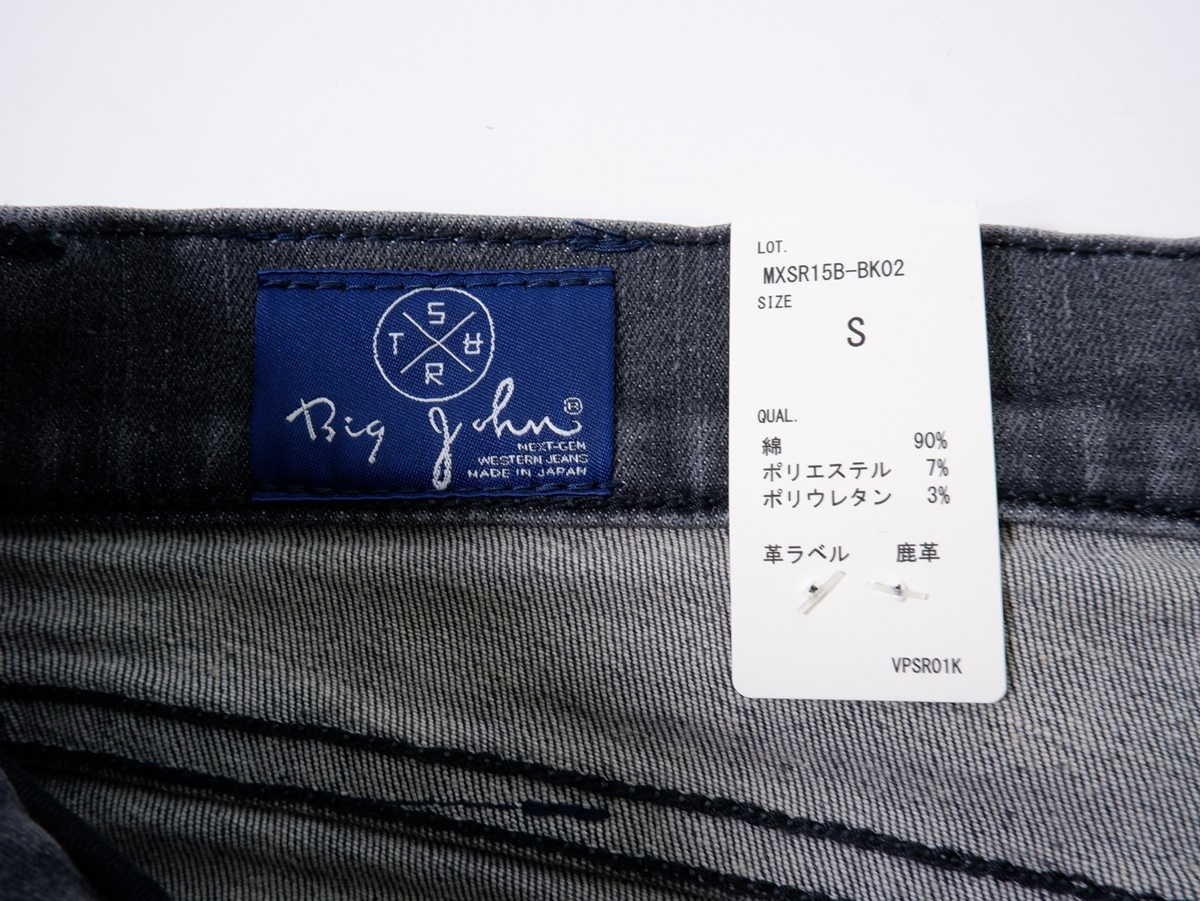 S
T R U
Big John®
NEXT-GEM
WESTERN JEANS
MADE IN JAPAN
LOT.
MXSR15B-BK02
SIZE
S
QUAL.
綿 90%
ポリエステル 7%
ポリウレタン 3%
革ラベル 鹿革
VPSR01K